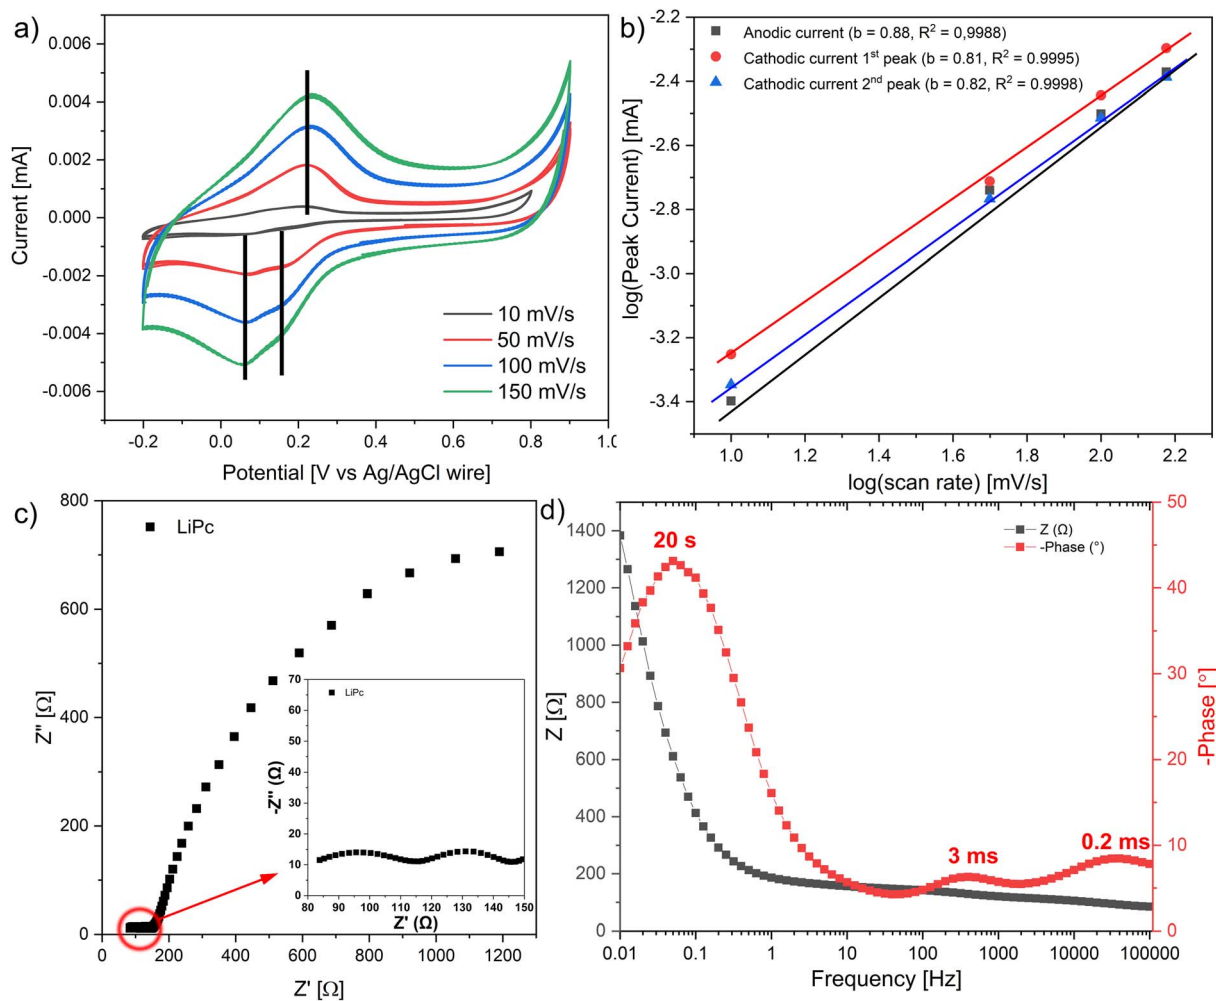 a)
0.006
0.004
0.002
0.000
-0.002
-0.004
-0.006
Current [mA]
10 mV/s
50 mV/s
100 mV/s
150 mV/s
-0.2
0.0
0.2
0.4
0.6
0.8
1.0
Potential [V vs Ag/AgCl wire]
b)
Anodic current (b = 0.88, R² = 0,9988)
Cathodic current 1ˢᵗ peak (b = 0.81, R² = 0.9995)
Cathodic current 2ⁿᵈ peak (b = 0.82, R² = 0.9998)
-2.2
-2.4
-2.6
-2.8
-3.0
-3.2
-3.4
log(Peak Current) [mA]
1.0
1.2
1.4
1.6
1.8
2.0
2.2
log(scan rate) [mV/s]
c)
LiPc
800
600
400
200
0
Z" [Ω]
0
200
400
600
800
1000
1200
Z' [Ω]
LiPc
70
60
50
40
30
20
10
0
-Z'' (Ω)
80
90
100
110
120
130
140
150
Z' (Ω)
d)
20 s
3 ms
0.2 ms
Z (Ω)
-Phase (°)
1400
1200
1000
800
600
400
200
0
Z [Ω]
50
40
30
20
10
0
-Phase [°]
0.01
0.1
1
10
100
1000
10000
100000
Frequency [Hz]